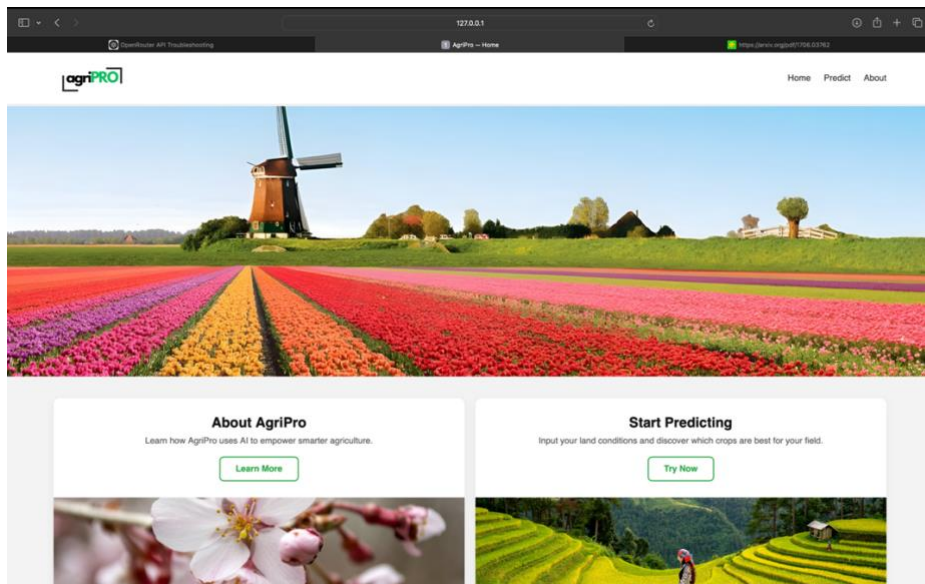 127.0.0.1
OpenRouter API Troubleshooting
AgriPro — Home
https://arxiv.org/pdf/1706.03762
agriPRO
Home Predict About
About AgriPro
Learn how AgriPro uses AI to empower smarter agriculture.
Learn More
Start Predicting
Input your land conditions and discover which crops are best for your field.
Try Now